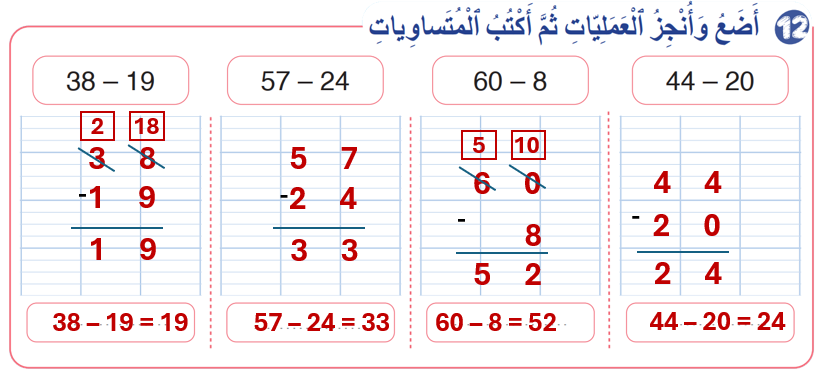 12 أَضَعُ وَأُنْجِزُ ٱلْعَمَلِيّاتِ ثُمَّ أَكْتُبُ ٱلْمُتَساوِياتِ
38 – 19
57 – 24
60 – 8
44 – 20
2 18
3 8
-1 9
1 9
5 7
-2 4
3 3
5 10
6 0
- 8
5 2
4 4
- 2 0
2 4
38 – 19 = 19
57 – 24 = 33
60 – 8 = 52
44 – 20 = 24